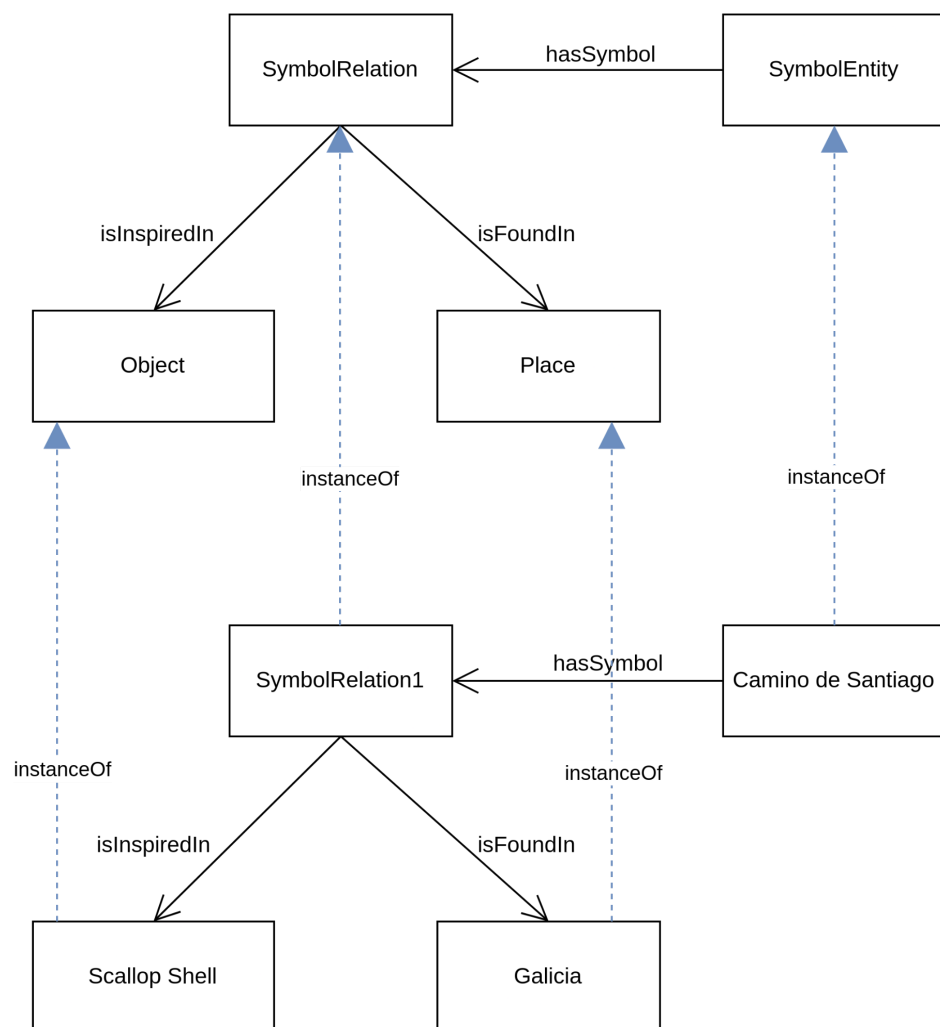 SymbolRelation
hasSymbol
SymbolEntity
isInspiredIn
isFoundIn
Object
Place
instanceOf
instanceOf
SymbolRelation1
hasSymbol
Camino de Santiago
instanceOf
instanceOf
isInspiredIn
isFoundIn
Scallop Shell
Galicia